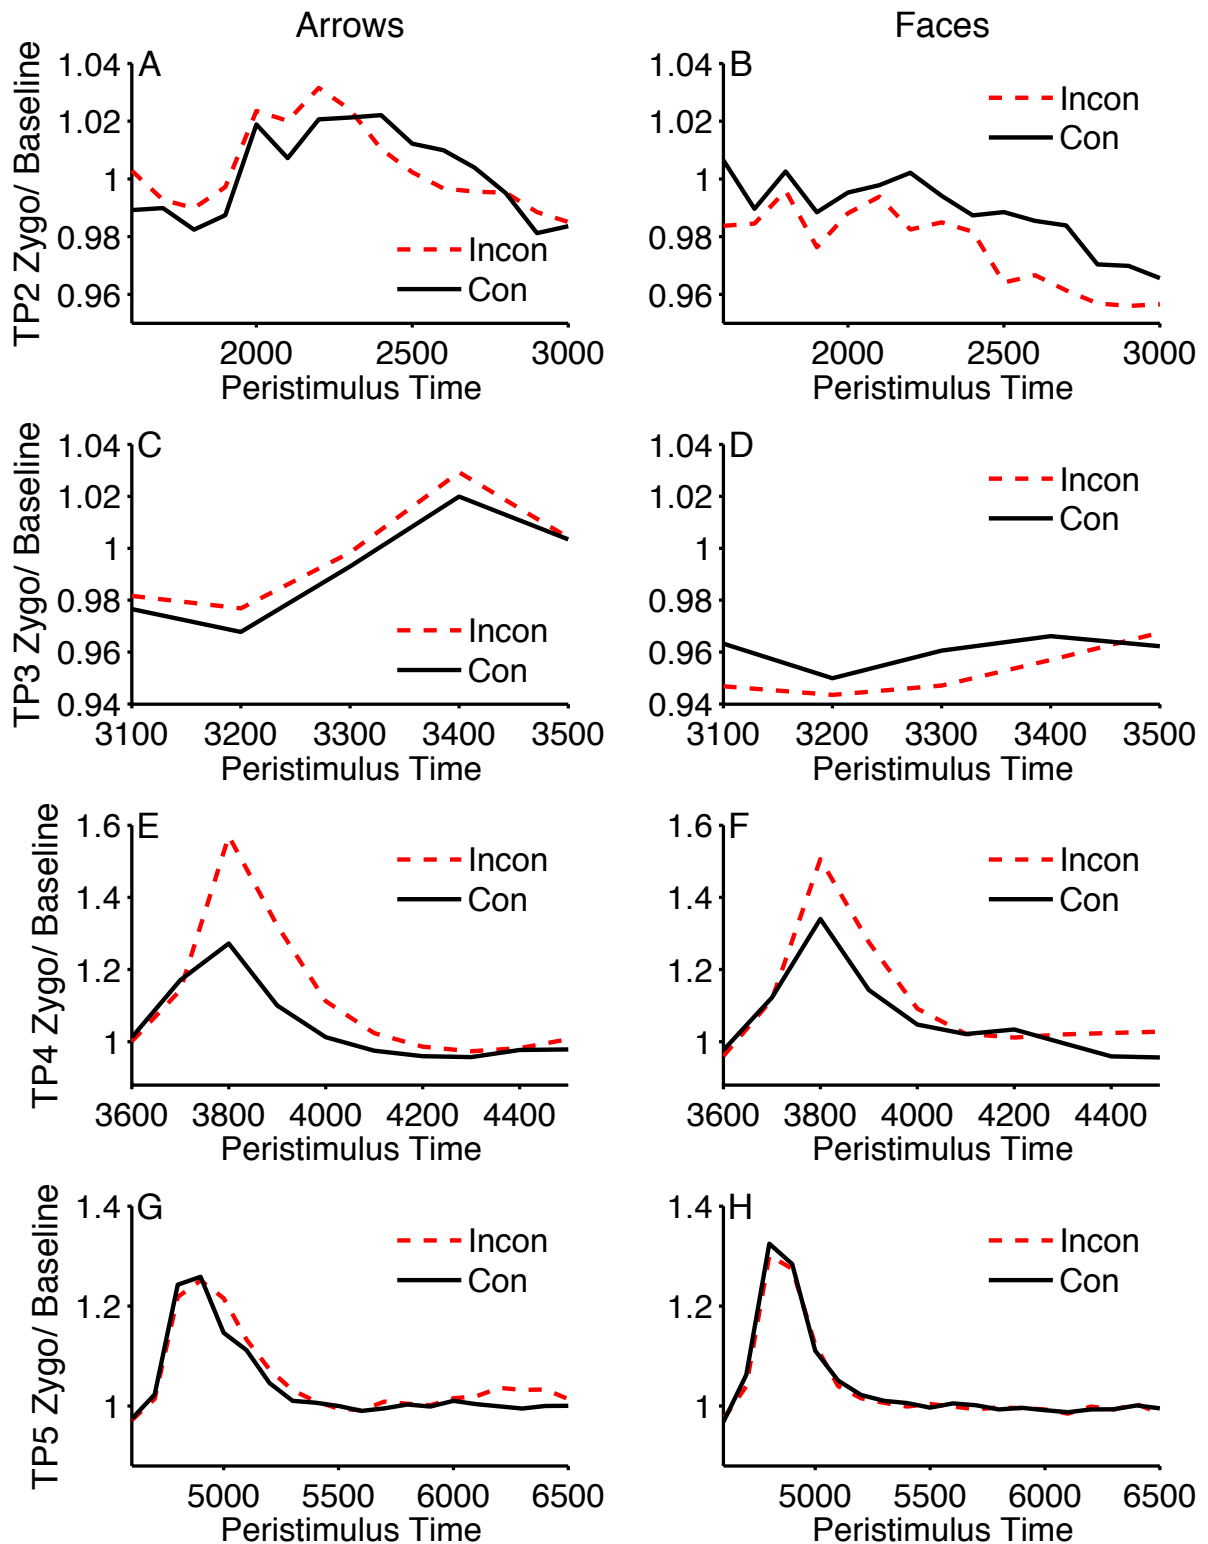 Arrows
Faces
TP2 Zygo/ Baseline
A
1.04
1.02
1
0.98
0.96
Incon
Con
2000 2500 3000
Peristimulus Time
B
1.04
1.02
1
0.98
0.96
Incon
Con
2000 2500 3000
Peristimulus Time
TP3 Zygo/ Baseline
C
1.04
1.02
1
0.98
0.96
0.94
Incon
Con
3100 3200 3300 3400 3500
Peristimulus Time
D
1.04
1.02
1
0.98
0.96
0.94
Incon
Con
3100 3200 3300 3400 3500
Peristimulus Time
TP4 Zygo/ Baseline
E
1.6
1.4
1.2
1
Incon
Con
3600 3800 4000 4200 4400
Peristimulus Time
F
1.6
1.4
1.2
1
Incon
Con
3600 3800 4000 4200 4400
Peristimulus Time
TP5 Zygo/ Baseline
G
1.4
1.2
1
Incon
Con
5000 5500 6000 6500
Peristimulus Time
H
1.4
1.2
1
Incon
Con
5000 5500 6000 6500
Peristimulus Time